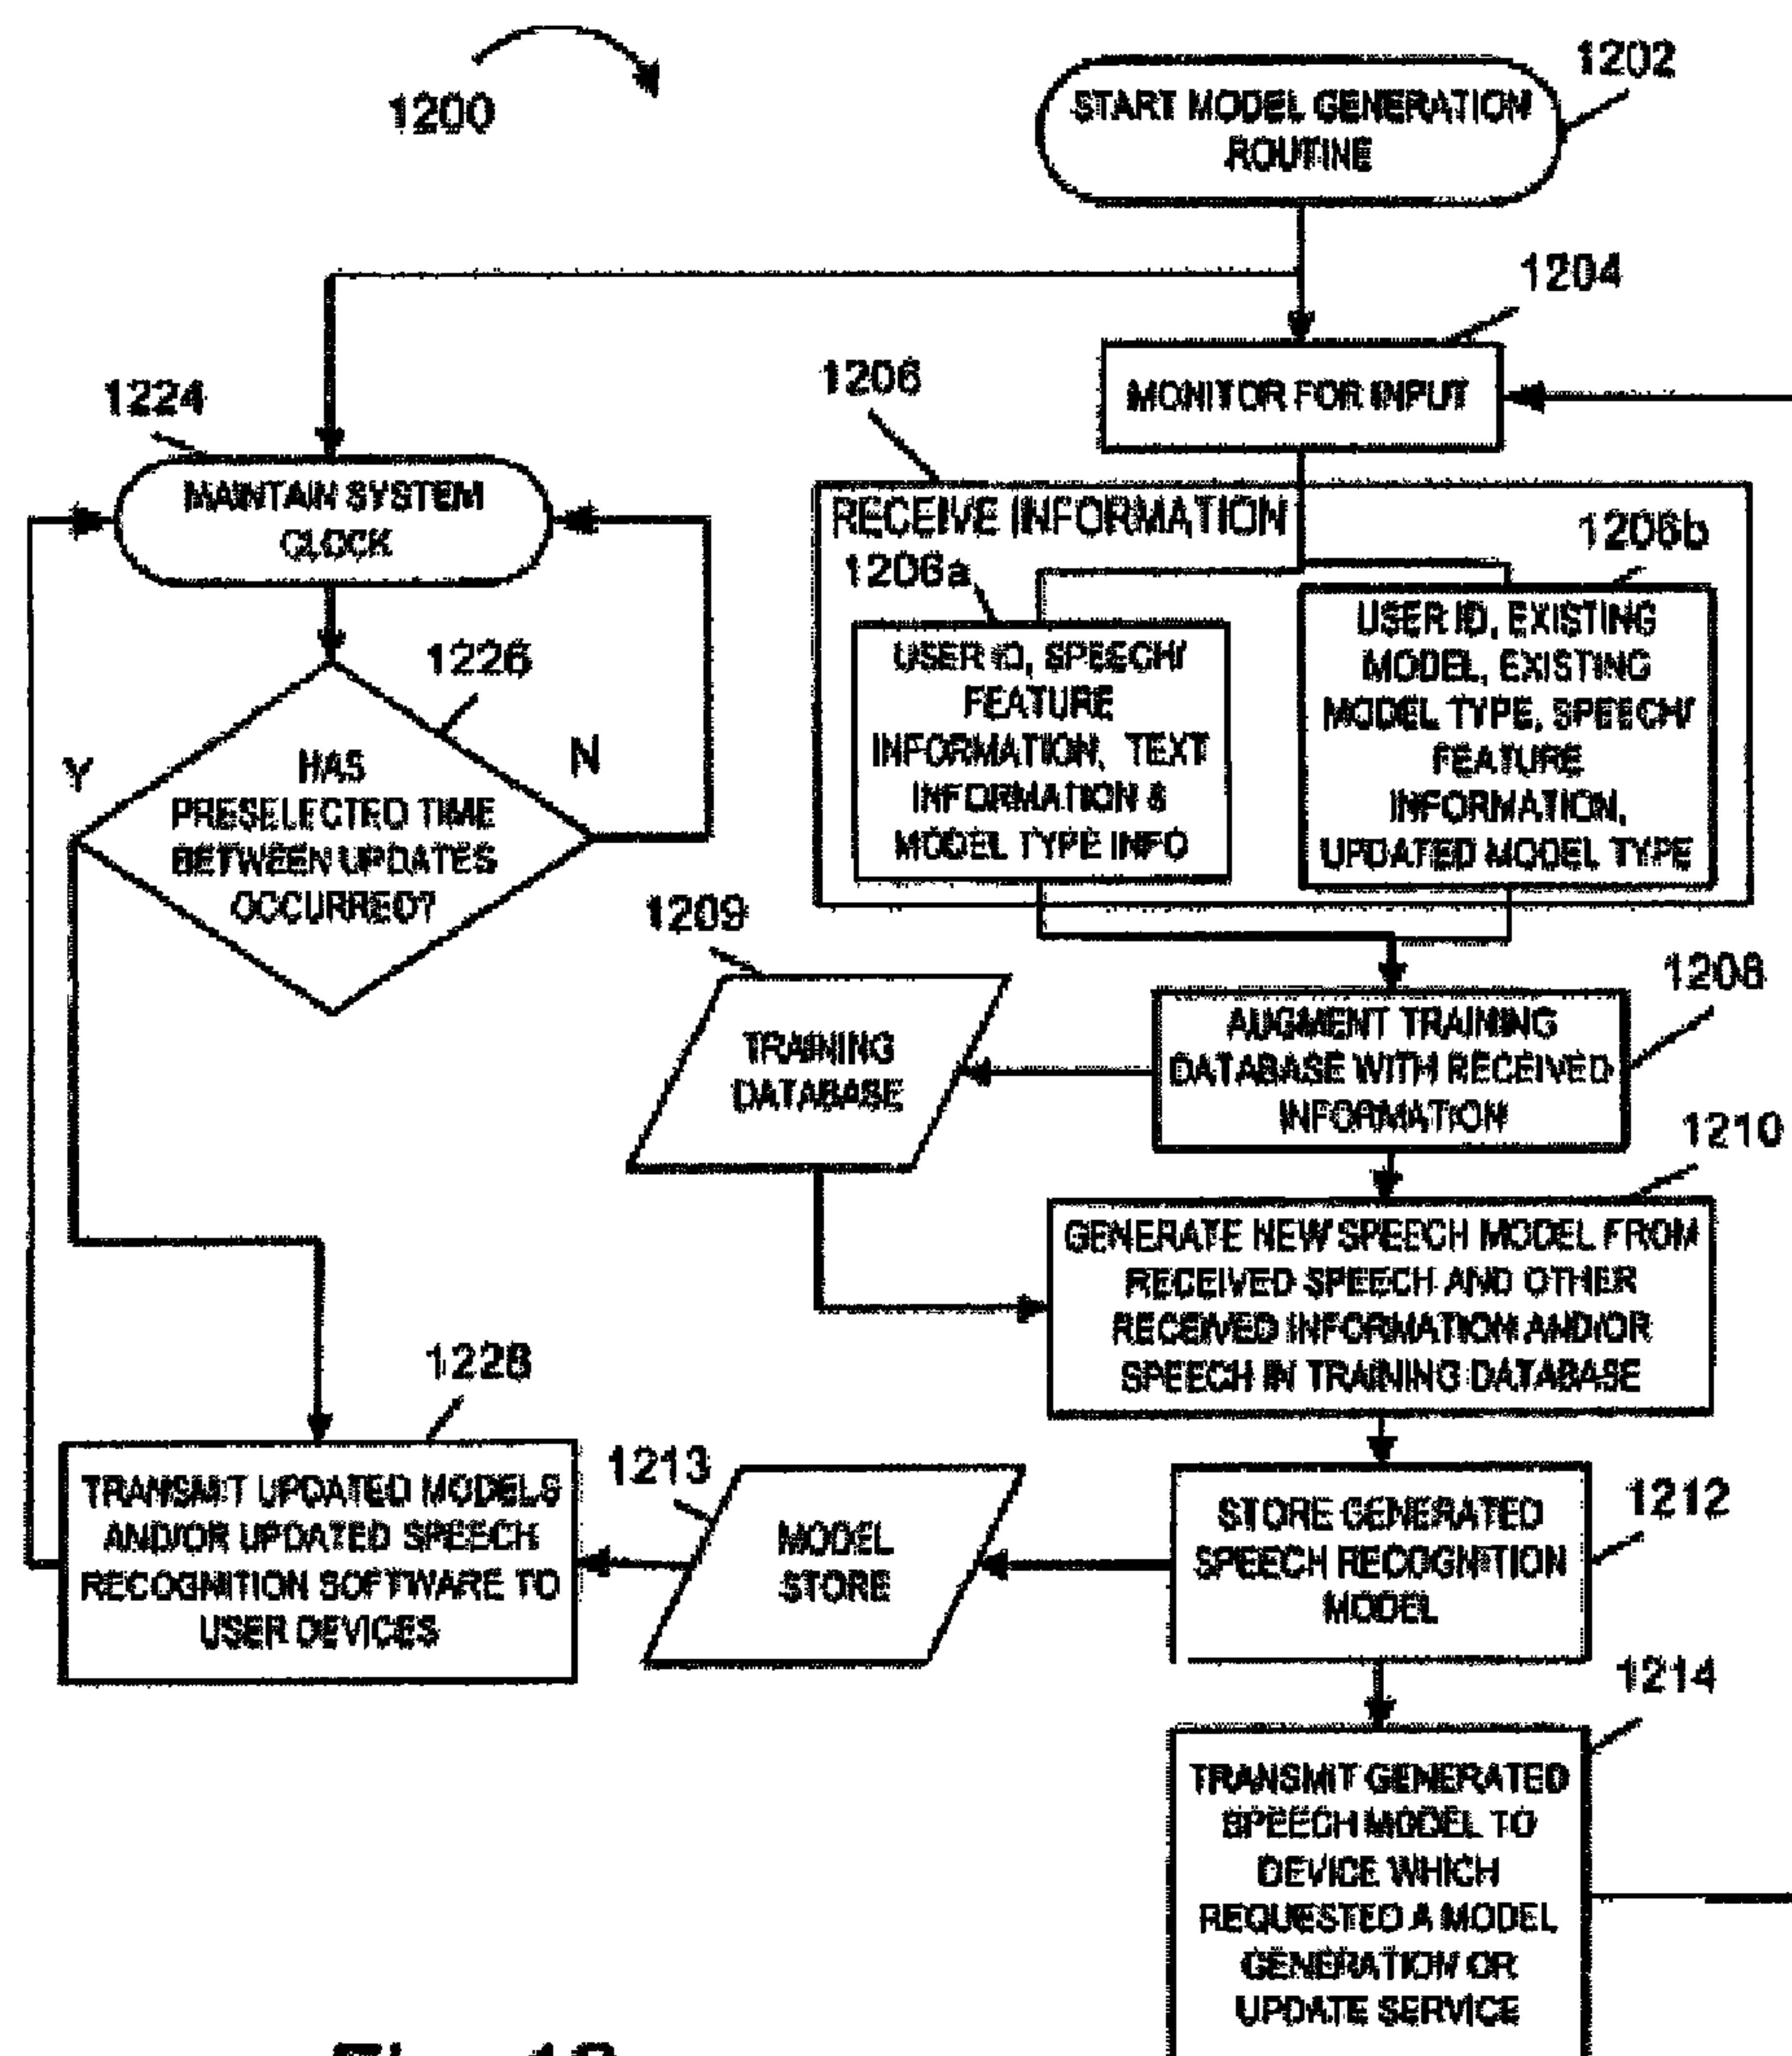 1200
1202
START MODEL GENERATION
ROUTINE
1204
MONITOR FOR INPUT
1206
RECEIVE INFORMATION
1206a
USER ID, SPEECH/
FEATURE
INFORMATION, TEXT
INFORMATION &
MODEL TYPE INFO
1206b
USER ID, EXISTING
MODEL, EXISTING
MODEL TYPE, SPEECH/
FEATURE
INFORMATION,
UPDATED MODEL TYPE
1224
MAINTAIN SYSTEM
CLOCK
1226
Y
N
HAS
PRESELECTED TIME
BETWEEN UPDATES
OCCURRED?
1209
TRAINING
DATABASE
1208
AUGMENT TRAINING
DATABASE WITH RECEIVED
INFORMATION
1210
GENERATE NEW SPEECH MODEL FROM
RECEIVED SPEECH AND OTHER
RECEIVED INFORMATION AND/OR
SPEECH IN TRAINING DATABASE
1228
TRANSMIT UPDATED MODELS
AND/OR UPDATED SPEECH
RECOGNITION SOFTWARE TO
USER DEVICES
1213
MODEL
STORE
1212
STORE GENERATED
SPEECH RECOGNITION
MODEL
1214
TRANSMIT GENERATED
SPEECH MODEL TO
DEVICE WHICH
REQUESTED A MODEL
GENERATION OR
UPDATE SERVICE